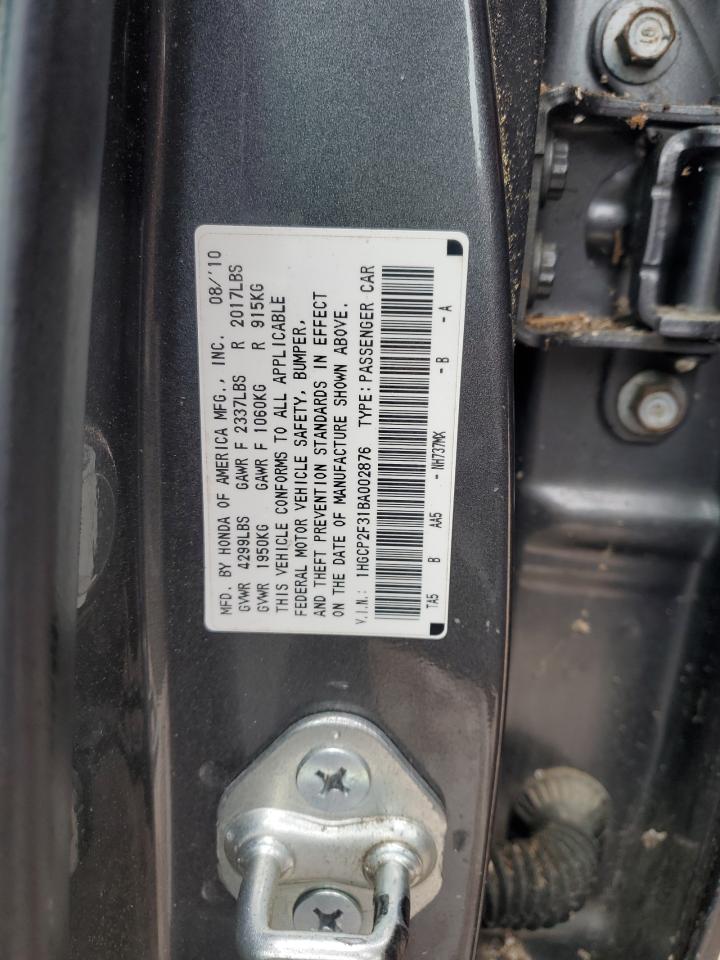 MFD. BY HONDA OF AMERICA MFG., INC. 08/'10
GVWR 4299LBS GAWR F 2337LBS R 2017LBS
GVWR 1950KG GAWR F 1060KG R 915KG
THIS VEHICLE CONFORMS TO ALL APPLICABLE
FEDERAL MOTOR VEHICLE SAFETY, BUMPER,
AND THEFT PREVENTION STANDARDS IN EFFECT
ON THE DATE OF MANUFACTURE SHOWN ABOVE.
V.I.N.: 1HGCP2F31BA002876 TYPE:PASSENGER CAR
TA5 B AA5 - NH737MX - B - A